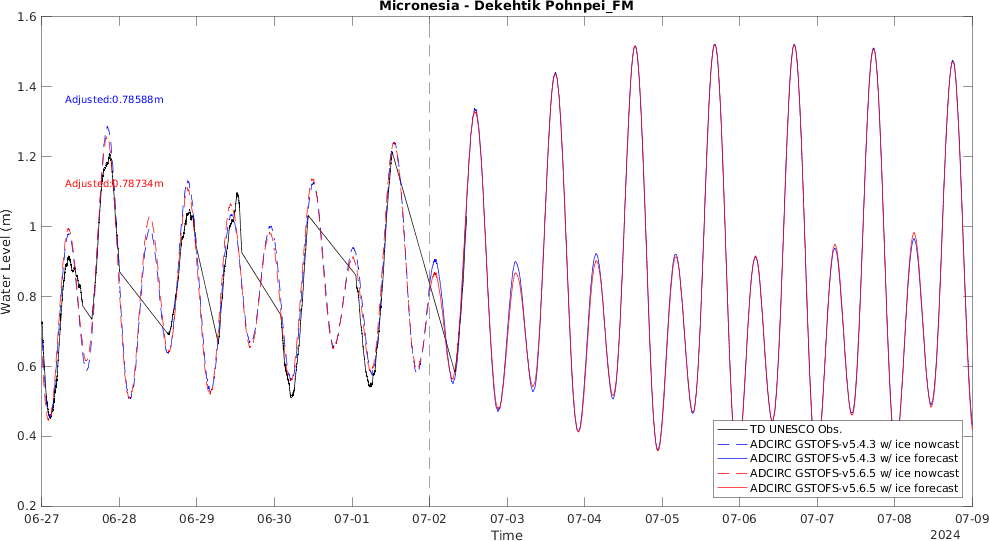 Micronesia - Dekehtik Pohnpei_FM
1.6
1.4
1.2
1
0.8
0.6
0.4
0.2
Water Level (m)
Adjusted:0.78588m
Adjusted:0.78734m
TD UNESCO Obs.
ADCIRC GSTOFS-v5.4.3 w/ ice nowcast
ADCIRC GSTOFS-v5.4.3 w/ ice forecast
ADCIRC GSTOFS-v5.6.5 w/ ice nowcast
ADCIRC GSTOFS-v5.6.5 w/ ice forecast
06-27 06-28 06-29 06-30 07-01 07-02 07-03 07-04 07-05 07-06 07-07 07-08 07-09
Time
2024